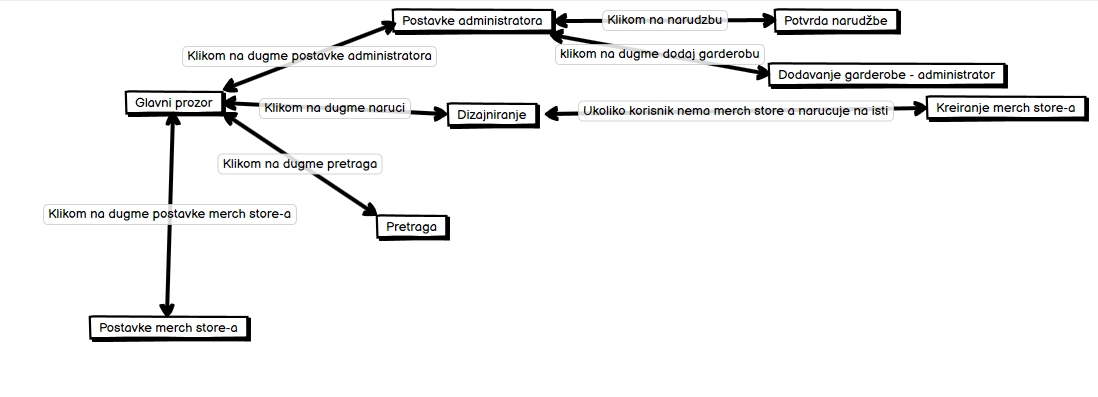 Postavke administratora
Klikom na narudzbu
Potvrda narudžbe
Klikom na dugme postavke administratora
klikom na dugme dodaj garderobu
Dodavanje garderobe - administrator
Glavni prozor
Klikom na dugme naruci
Dizajniranje
Ukoliko korisnik nema merch store a narucuje na isti
Kreiranje merch store-a
Klikom na dugme pretraga
Klikom na dugme postavke merch store-a
Pretraga
Postavke merch store-a